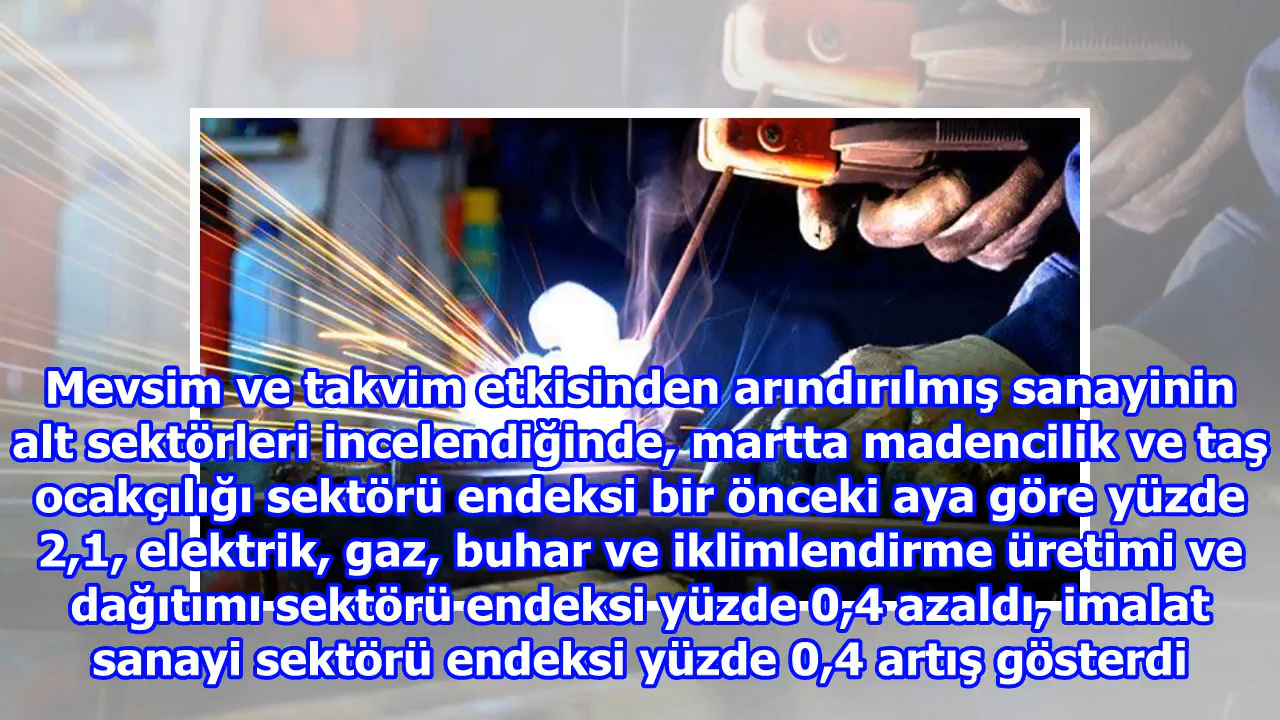 Mevsim ve takvim etkisinden arındırılmış sanayinin
alt sektörleri incelendiğinde, martta madencilik ve taş
ocakçılığı sektörü endeksi bir önceki aya göre yüzde
2,1, elektrik, gaz, buhar ve iklimlendirme üretimi ve
dağıtımı sektörü endeksi yüzde 0,4 azaldı, imalat
sanayi sektörü endeksi yüzde 0,4 artış gösterdi